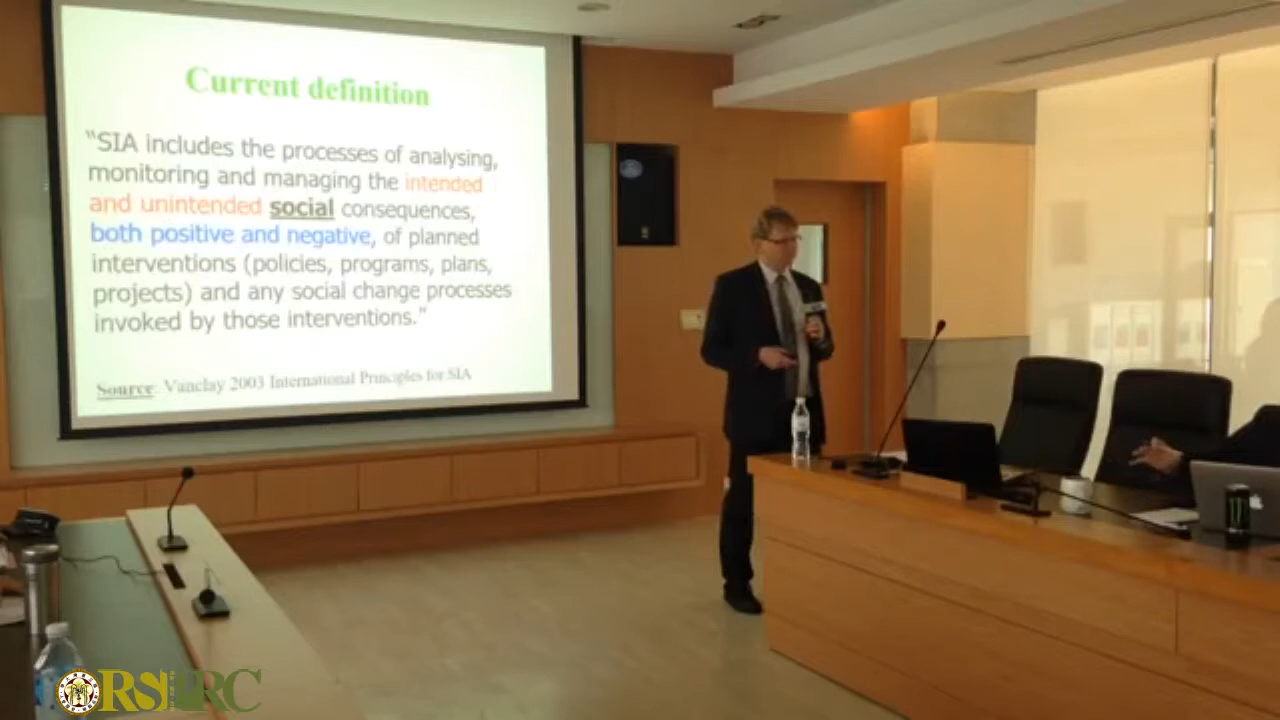 Current definition
“SIA includes the processes of analysing,
monitoring and managing the intended
and unintended social consequences,
both positive and negative, of planned
interventions (policies, programs, plans,
projects) and any social change processes
invoked by those interventions.”
Source: Vanclay 2003 International Principles for SIA
RSPRC